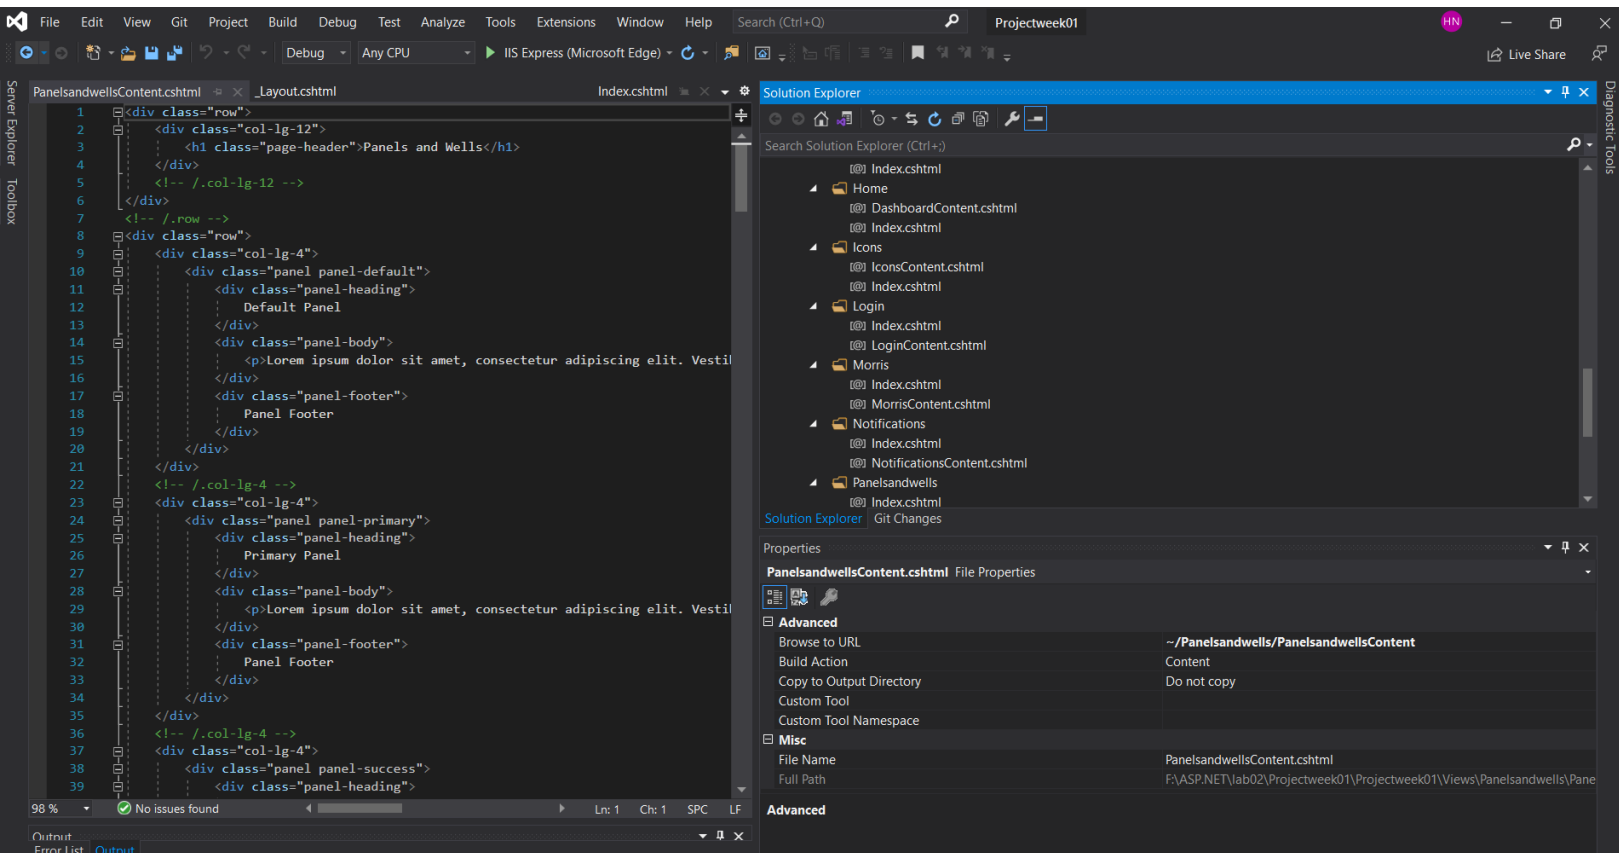 File Edit View Git Project Build Debug Test Analyze Tools Extensions Window Help Search (Ctrl+Q) Projectweek01 HN
Debug Any CPU IIS Express (Microsoft Edge) Live Share
Server Explorer
Toolbox
PanelsandwellsContent.cshtml _Layout.cshtml Index.cshtml
1 <div class="row">
2 <div class="col-lg-12">
3 <h1 class="page-header">Panels and Wells</h1>
4 </div>
5 <!-- /.col-lg-12 -->
6 </div>
7 <!-- /.row -->
8 <div class="row">
9 <div class="col-lg-4">
10 <div class="panel panel-default">
11 <div class="panel-heading">
12 Default Panel
13 </div>
14 <div class="panel-body">
15 <p>Lorem ipsum dolor sit amet, consectetur adipiscing elit. Vesti
16 </div>
17 <div class="panel-footer">
18 Panel Footer
19 </div>
20 </div>
21 </div>
22 <!-- /.col-lg-4 -->
23 <div class="col-lg-4">
24 <div class="panel panel-primary">
25 <div class="panel-heading">
26 Primary Panel
27 </div>
28 <div class="panel-body">
29 <p>Lorem ipsum dolor sit amet, consectetur adipiscing elit. Vesti
30 </div>
31 <div class="panel-footer">
32 Panel Footer
33 </div>
34 </div>
35 </div>
36 <!-- /.col-lg-4 -->
37 <div class="col-lg-4">
38 <div class="panel panel-success">
39 <div class="panel-heading">
98 % No issues found Ln: 1 Ch: 1 SPC LF
Output
Error List Output
Solution Explorer
Search Solution Explorer (Ctrl+;)
Index.cshtml
Home
DashboardContent.cshtml
Index.cshtml
Icons
IconsContent.cshtml
Index.cshtml
Login
Index.cshtml
LoginContent.cshtml
Morris
Index.cshtml
MorrisContent.cshtml
Notifications
Index.cshtml
NotificationsContent.cshtml
Panelsandwells
Index.cshtml
Solution Explorer Git Changes
Properties
PanelsandwellsContent.cshtml File Properties
Advanced
Browse to URL ~/Panelsandwells/PanelsandwellsContent
Build Action Content
Copy to Output Directory Do not copy
Custom Tool
Custom Tool Namespace
Misc
File Name PanelsandwellsContent.cshtml
Full Path F:\ASP.NET\lab02\Projectweek01\Projectweek01\Views\Panelsandwells\Pane
Advanced
Diagnostic Tools